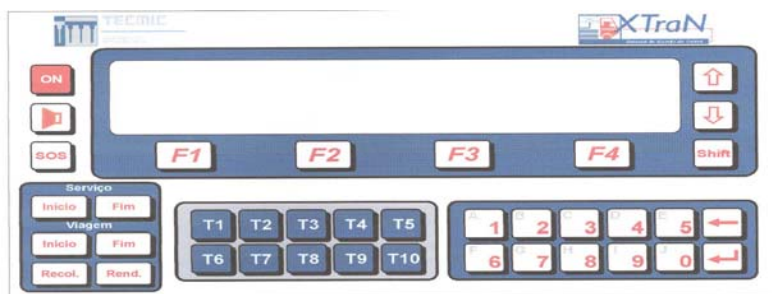 TECMIC
XTraN
ON
SOS
F1 F2 F3 F4 Shift
Serviço
Início Fim
Viagem
Início Fim
Recol. Rend.
T1 T2 T3 T4 T5
T6 T7 T8 T9 T10
A 1 B 2 C 3 D 4 E 5
F 6 G 7 H 8 I 9 J 0